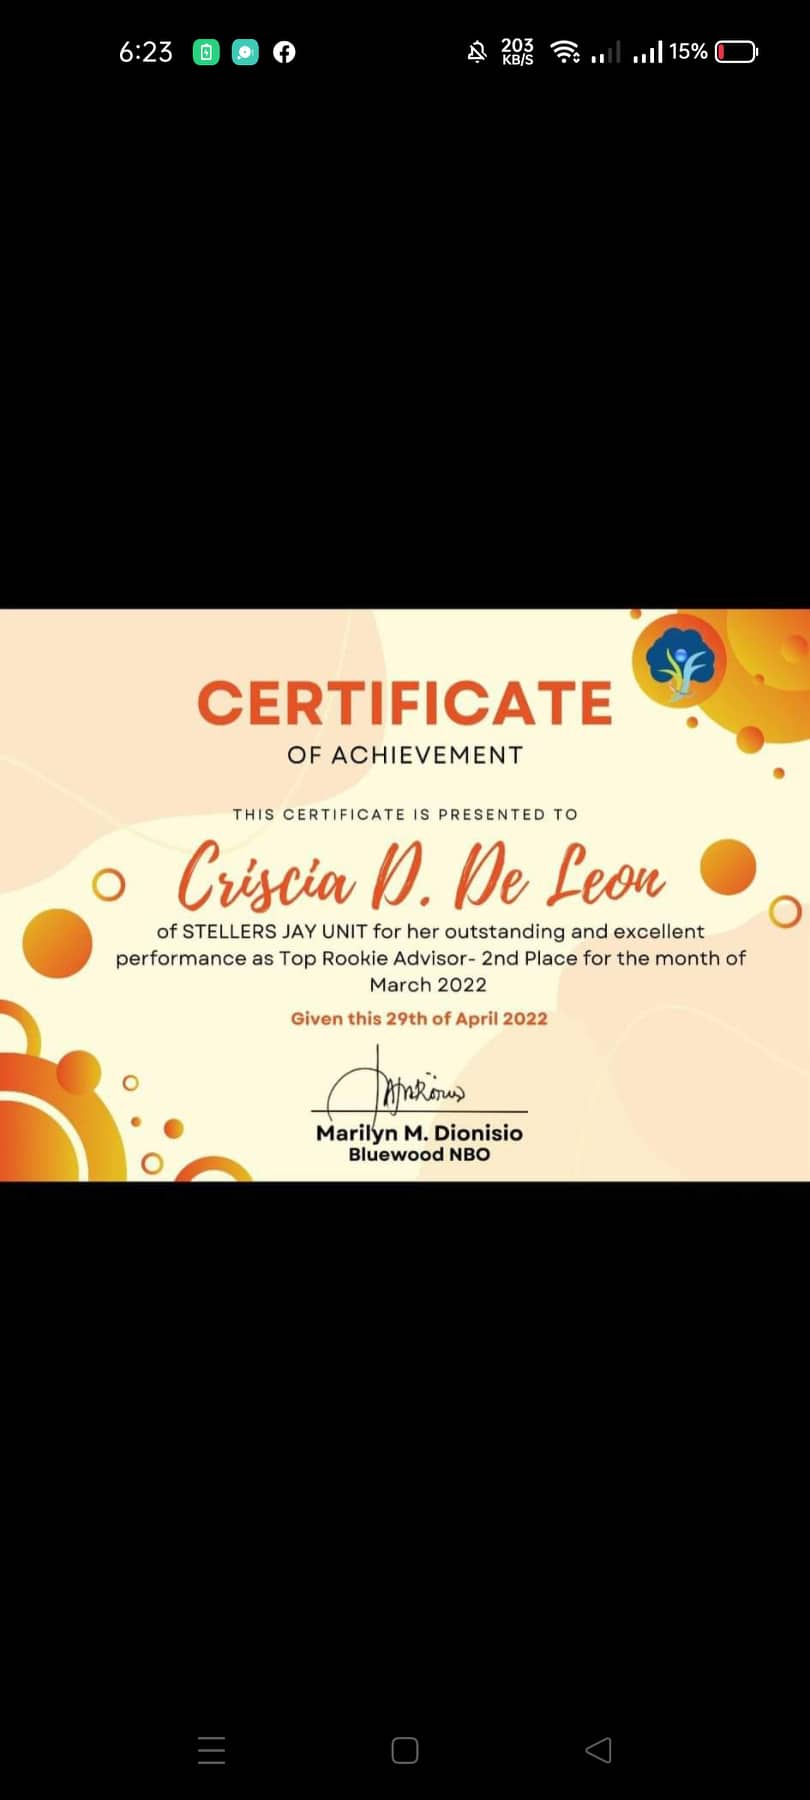 6:23
203
KB/S
15%
CERTIFICATE
OF ACHIEVEMENT
THIS CERTIFICATE IS PRESENTED TO
Criscia D. De Leon
of STELLERS JAY UNIT for her outstanding and excellent
performance as Top Rookie Advisor- 2nd Place for the month of
March 2022
Given this 29th of April 2022
Marilyn M. Dionisio
Bluewood NBO